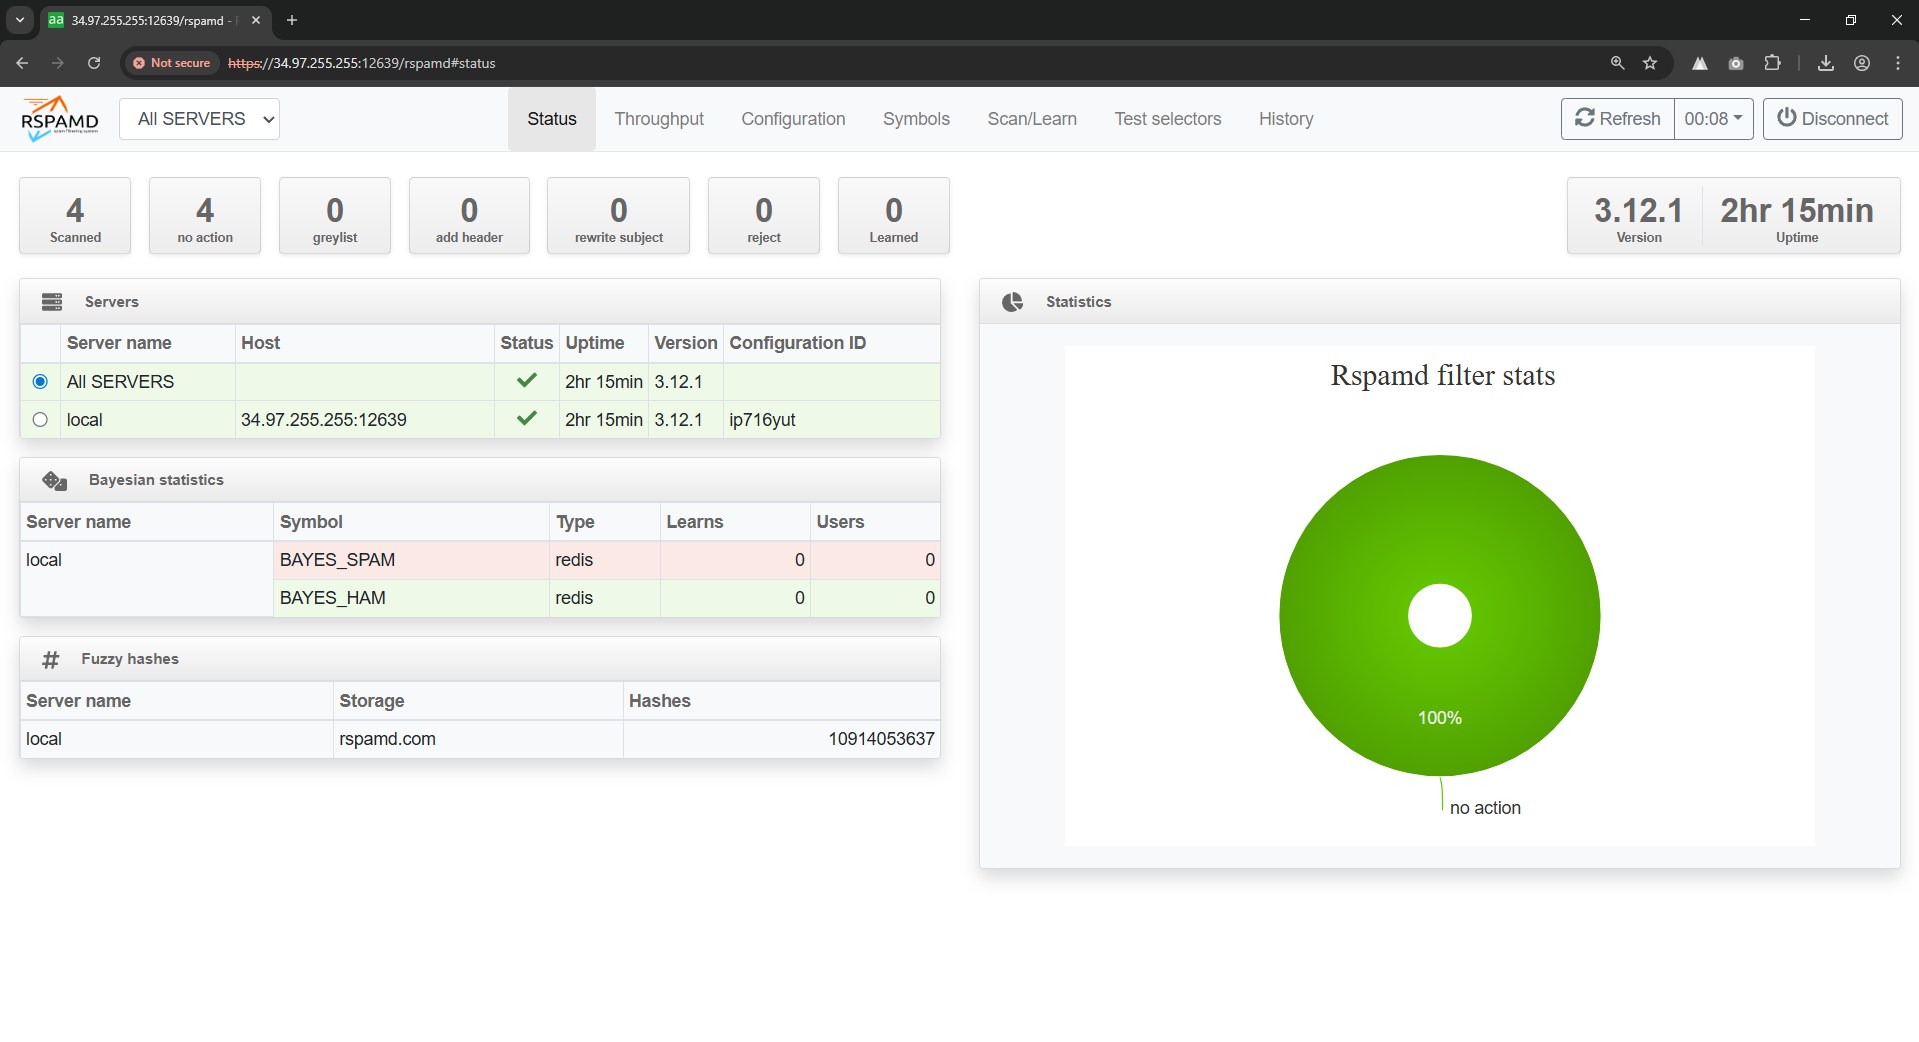 34.97.255.255:12639/rspamd -
Not secure https://34.97.255.255:12639/rspamd#status
RSPAMD
spam filtering system
All SERVERS
Status Throughput Configuration Symbols Scan/Learn Test selectors History
Refresh 00:08 Disconnect
4 4 0 0 0 0 0 3.12.1 2hr 15min
Scanned no action greylist add header rewrite subject reject Learned Version Uptime
Servers
Server name Host Status Uptime Version Configuration ID
All SERVERS 2hr 15min 3.12.1
local 34.97.255.255:12639 2hr 15min 3.12.1 ip716yut
Bayesian statistics
Server name Symbol Type Learns Users
local BAYES_SPAM redis 0 0
BAYES_HAM redis 0 0
Fuzzy hashes
Server name Storage Hashes
local rspamd.com 10914053637
Statistics
Rspamd filter stats
100%
no action